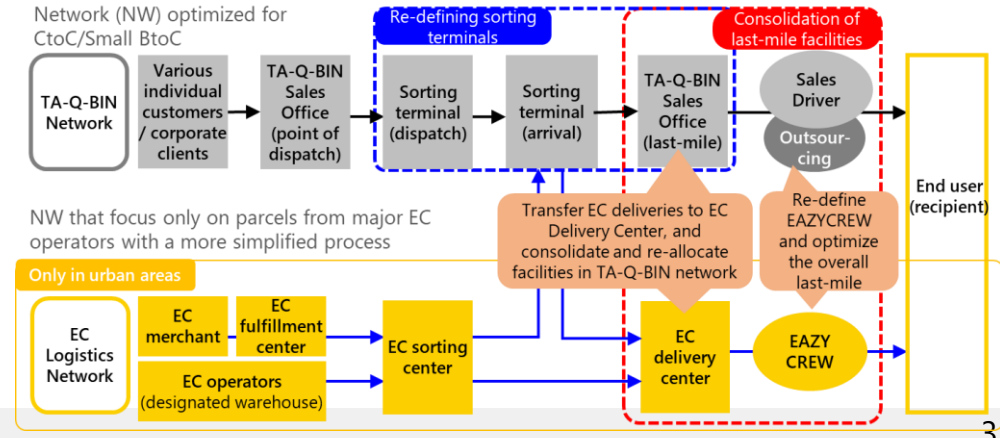 Network (NW) optimized for
CtoC/Small BtoC
Re-defining sorting
terminals
Consolidation of
last-mile facilities
TA-Q-BIN
Network
Various
individual
customers
/ corporate
clients
TA-Q-BIN
Sales
Office
(point of
dispatch)
Sorting
terminal
(dispatch)
Sorting
terminal
(arrival)
TA-Q-BIN
Sales
Office
(last-mile)
Sales
Driver
Outsour-
cing
End user
(recipient)
NW that focus only on parcels from major EC
operators with a more simplified process
Transfer EC deliveries to EC
Delivery Center, and
consolidate and re-allocate
facilities in TA-Q-BIN network
Re-define
EAZYCREW
and optimize
the overall
last-mile
Only in urban areas
EC
Logistics
Network
EC
merchant
EC
fulfillment
center
EC operators
(designated warehouse)
EC sorting
center
EC
delivery
center
EAZY
CREW
3